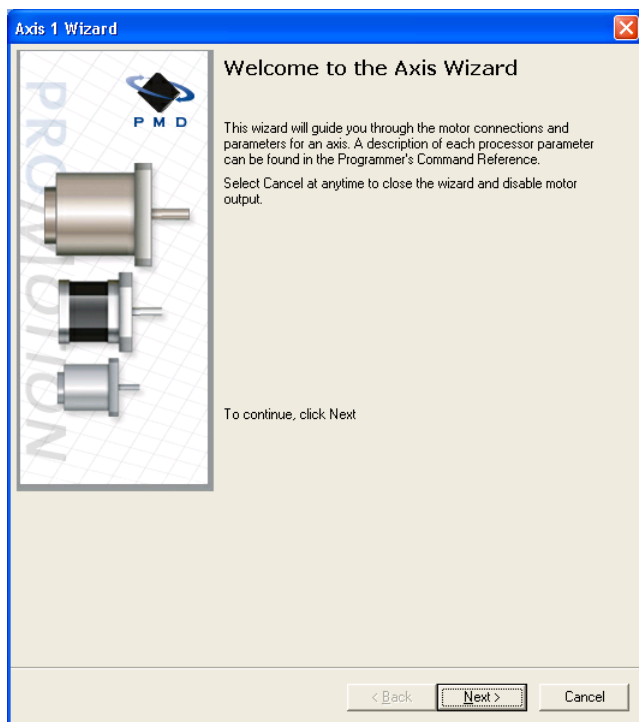 Axis 1 Wizard
PMD
PRO-MOTION
Welcome to the Axis Wizard
This wizard will guide you through the motor connections and
parameters for an axis. A description of each processor parameter
can be found in the Programmer's Command Reference.
Select Cancel at anytime to close the wizard and disable motor
output.
To continue, click Next
< Back
Next >
Cancel